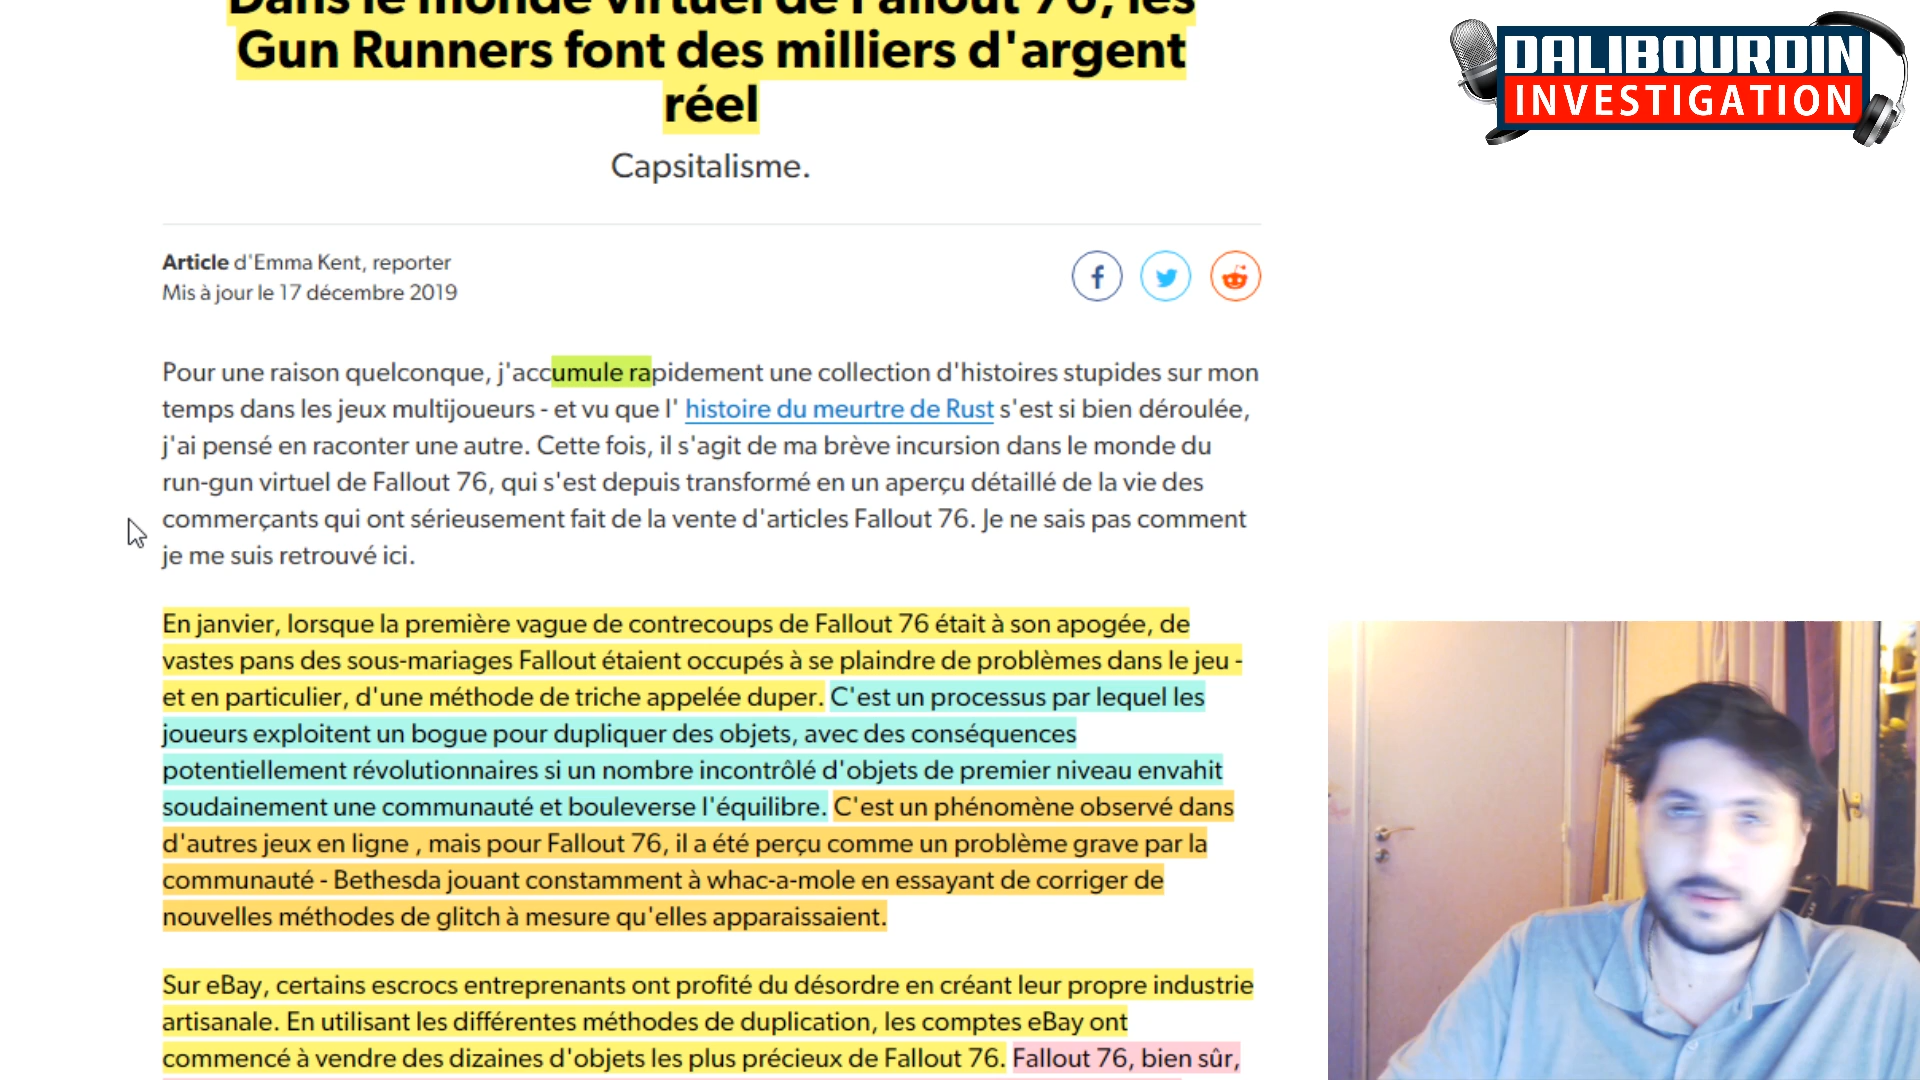 Dans le monde virtuel de Fallout 76, les
Gun Runners font des milliers d'argent
réel
Capsitalisme.
DALIBOURDIN
INVESTIGATION
Article d'Emma Kent, reporter
Mis à jour le 17 décembre 2019
Pour une raison quelconque, j'accumule rapidement une collection d'histoires stupides sur mon
temps dans les jeux multijoueurs - et vu que l' histoire du meurtre de Rust s'est si bien déroulée,
j'ai pensé en raconter une autre. Cette fois, il s'agit de ma brève incursion dans le monde du
run-gun virtuel de Fallout 76, qui s'est depuis transformé en un aperçu détaillé de la vie des
commerçants qui ont sérieusement fait de la vente d'articles Fallout 76. Je ne sais pas comment
je me suis retrouvé ici.
En janvier, lorsque la première vague de contrecoups de Fallout 76 était à son apogée, de
vastes pans des sous-mariages Fallout étaient occupés à se plaindre de problèmes dans le jeu -
et en particulier, d'une méthode de triche appelée duper. C'est un processus par lequel les
joueurs exploitent un bogue pour dupliquer des objets, avec des conséquences
potentiellement révolutionnaires si un nombre incontrôlé d'objets de premier niveau envahit
soudainement une communauté et bouleverse l'équilibre. C'est un phénomène observé dans
d'autres jeux en ligne , mais pour Fallout 76, il a été perçu comme un problème grave par la
communauté - Bethesda jouant constamment à whac-a-mole en essayant de corriger de
nouvelles méthodes de glitch à mesure qu'elles apparaissaient.
Sur eBay, certains escrocs entreprenants ont profité du désordre en créant leur propre industrie
artisanale. En utilisant les différentes méthodes de duplication, les comptes eBay ont
commencé à vendre des dizaines d'objets les plus précieux de Fallout 76. Fallout 76, bien sûr,